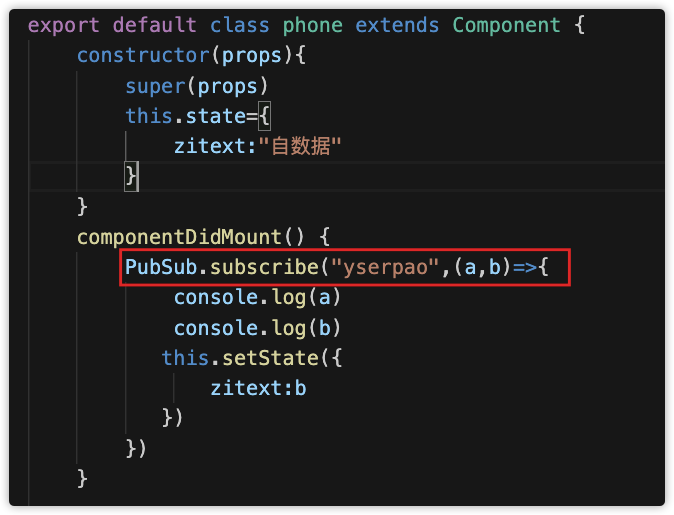 export default class phone extends Component {
constructor(props){
super(props)
this.state={
zitext:"自数据"
}
}
componentDidMount() {
PubSub.subscribe("yserpao",(a,b)=>{
console.log(a)
console.log(b)
this.setState({
zitext:b
})
})
}